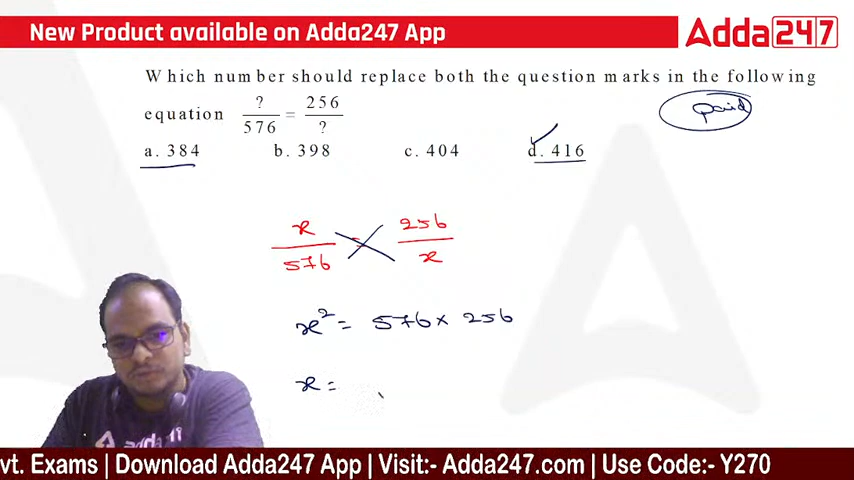 New Product available on Adda247 App
Adda247
Which number should replace both the question marks in the following
equation ?/576 = 256/?
a. 384 b. 398 c. 404 d. 416
paid
x/576 = 256/x
x² = 576 × 256
x =
adda
vt. Exams | Download Adda247 App | Visit:- Adda247.com | Use Code:- Y270